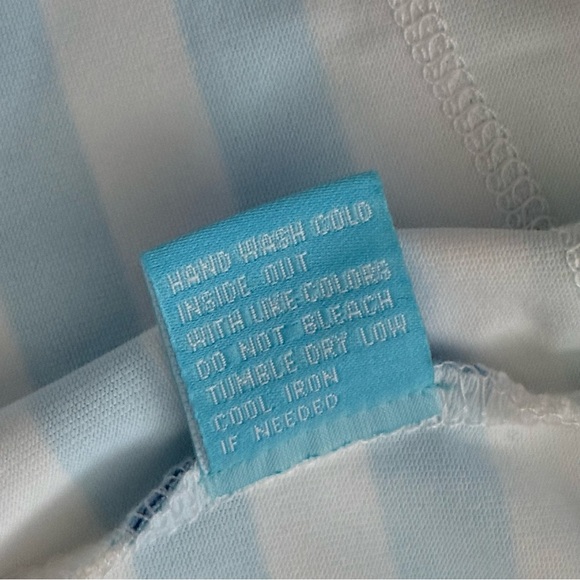 HAND WASH COLD
INSIDE OUT
WITH LIKE COLORS
DO NOT BLEACH
TUMBLE DRY LOW
COOL IRON
IF NEEDED